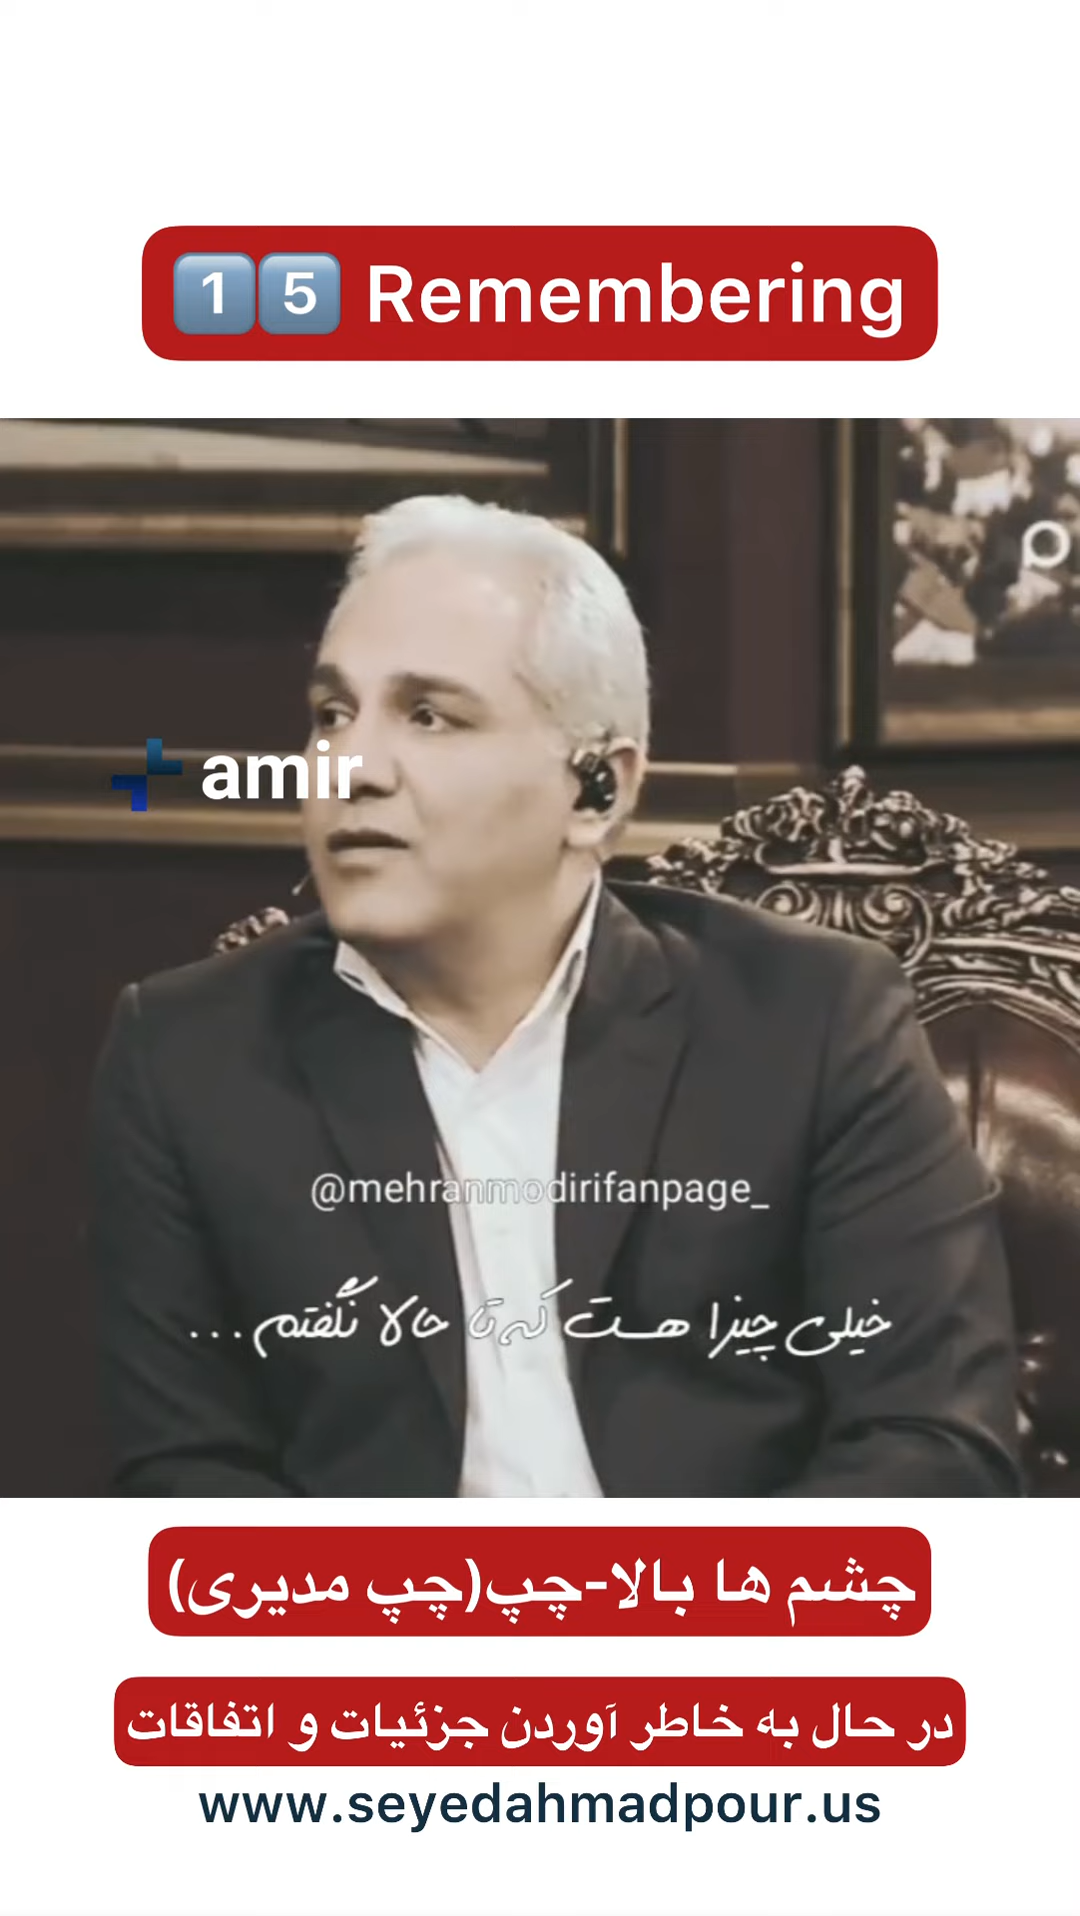 1️⃣5️⃣ Remembering
amir
@mehranmodirifanpage_
خیلی چیزا هست که تا حالا نگفتم ...
چشم ها بالا-چپ(چپ مدیری)
در حال به خاطر آوردن جزئیات و اتفاقات
www.seyedahmadpour.us